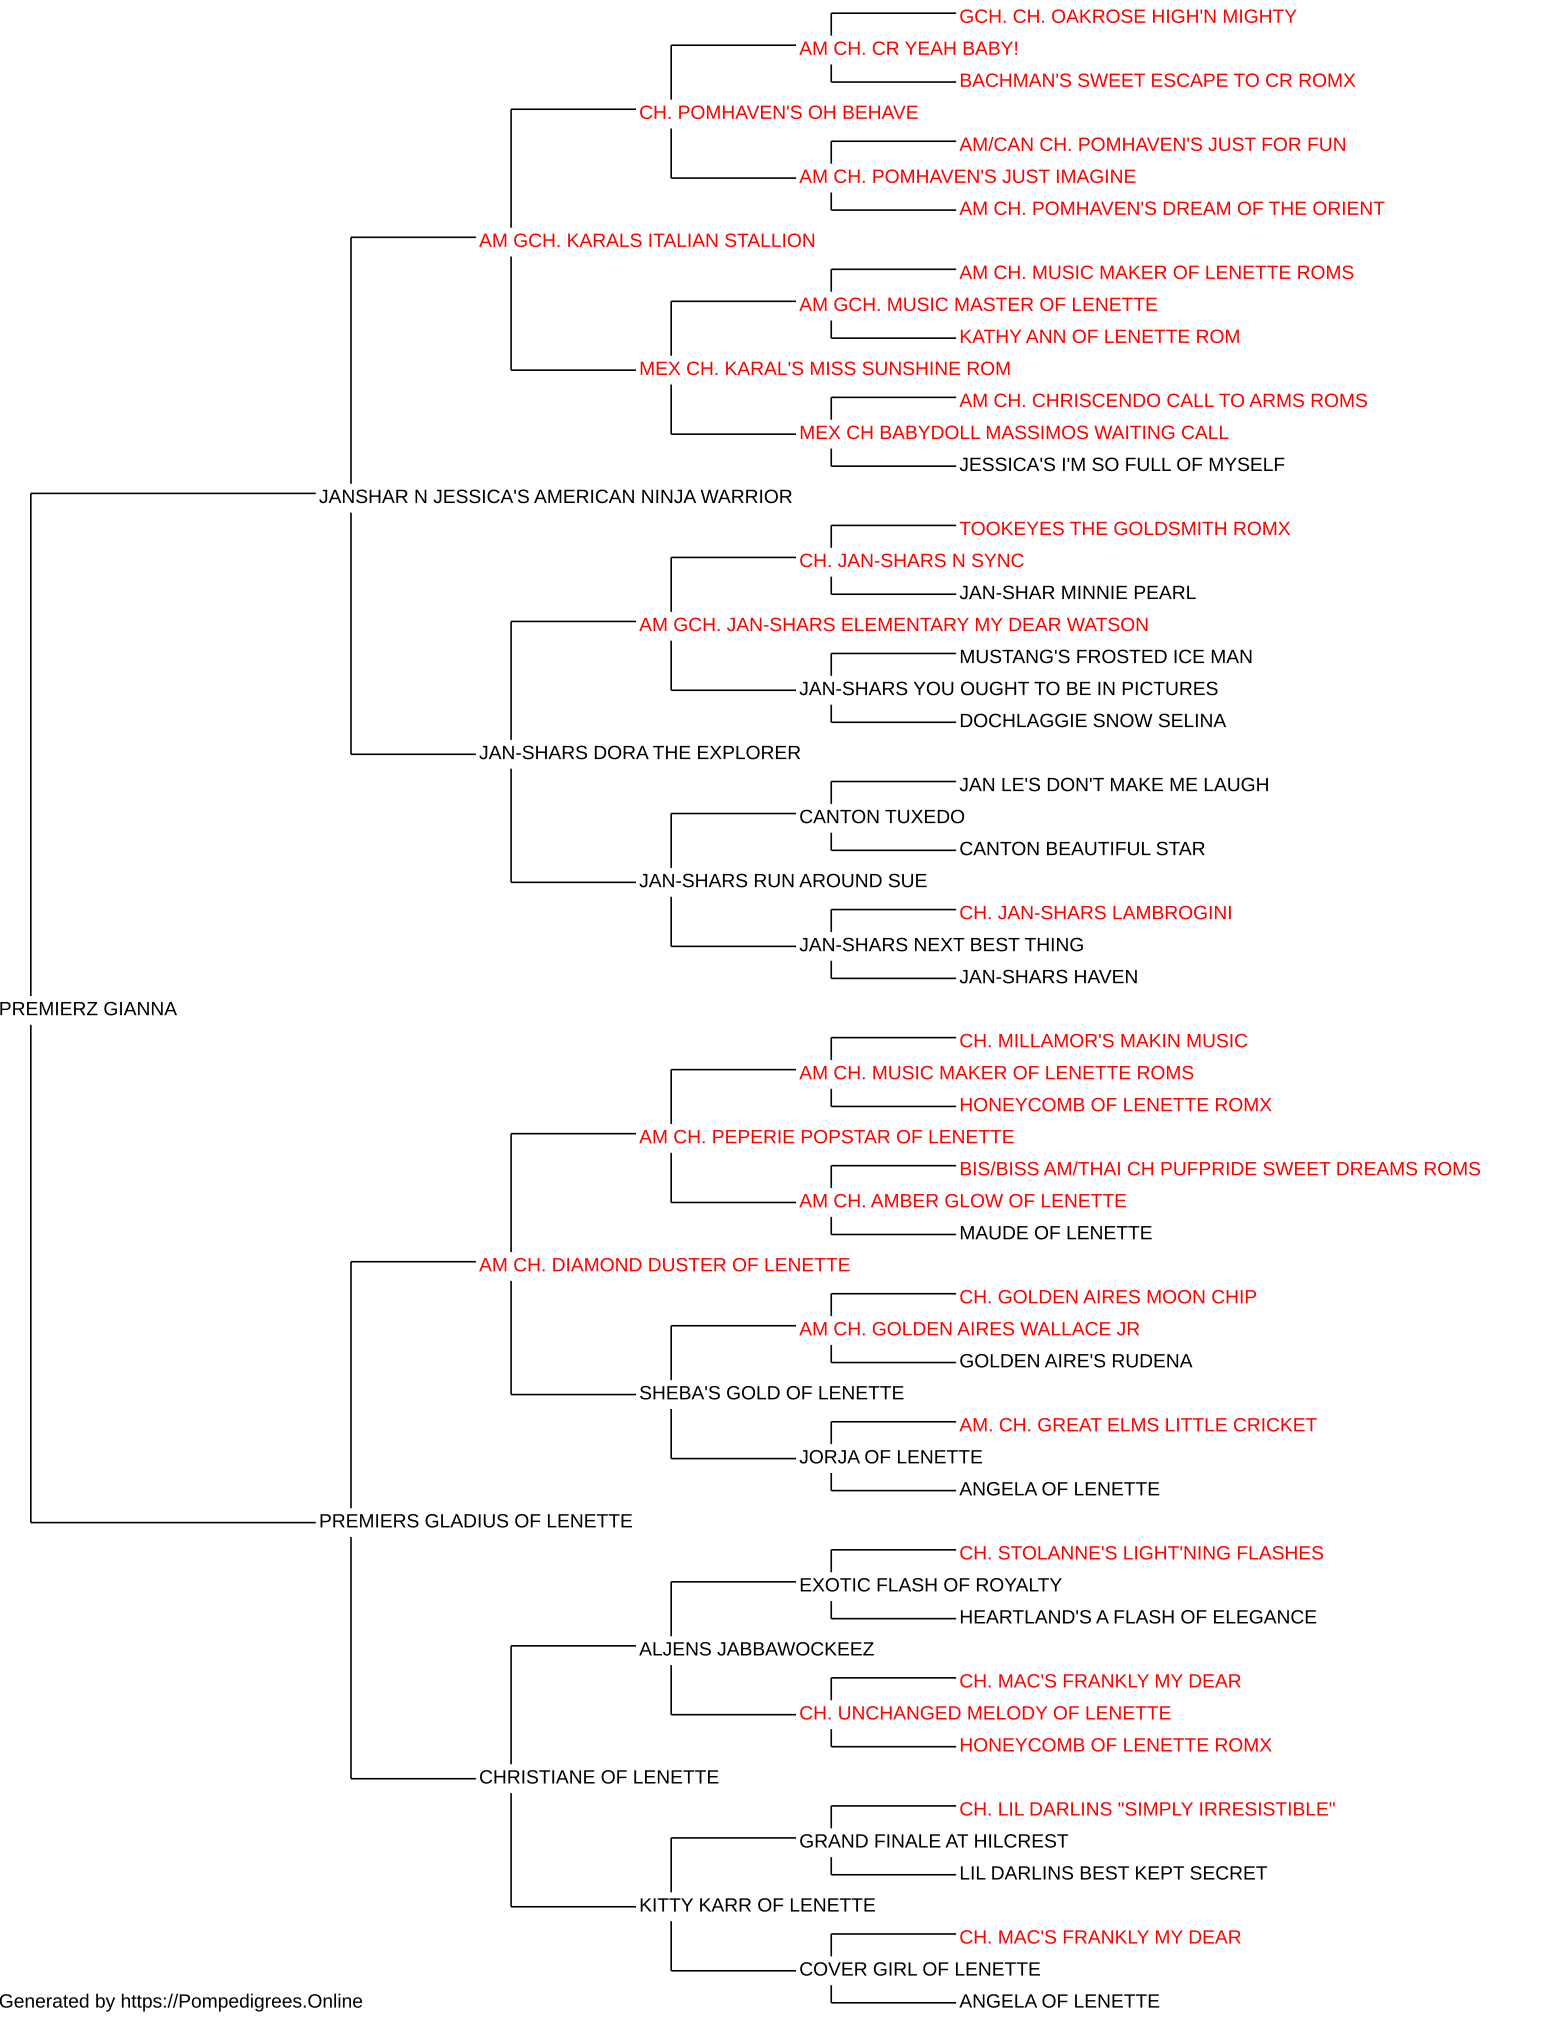 GCH. CH. OAKROSE HIGH'N MIGHTY
AM CH. CR YEAH BABY!
BACHMAN'S SWEET ESCAPE TO CR ROMX
CH. POMHAVEN'S OH BEHAVE
AM/CAN CH. POMHAVEN'S JUST FOR FUN
AM CH. POMHAVEN'S JUST IMAGINE
AM CH. POMHAVEN'S DREAM OF THE ORIENT
AM GCH. KARALS ITALIAN STALLION
AM CH. MUSIC MAKER OF LENETTE ROMS
AM GCH. MUSIC MASTER OF LENETTE
KATHY ANN OF LENETTE ROM
MEX CH. KARAL'S MISS SUNSHINE ROM
AM CH. CHRISCENDO CALL TO ARMS ROMS
MEX CH BABYDOLL MASSIMOS WAITING CALL
JESSICA'S I'M SO FULL OF MYSELF
JANSHAR N JESSICA'S AMERICAN NINJA WARRIOR
TOOKEYES THE GOLDSMITH ROMX
CH. JAN-SHARS N SYNC
JAN-SHAR MINNIE PEARL
AM GCH. JAN-SHARS ELEMENTARY MY DEAR WATSON
MUSTANG'S FROSTED ICE MAN
JAN-SHARS YOU OUGHT TO BE IN PICTURES
DOCHLAGGIE SNOW SELINA
JAN-SHARS DORA THE EXPLORER
JAN LE'S DON'T MAKE ME LAUGH
CANTON TUXEDO
CANTON BEAUTIFUL STAR
JAN-SHARS RUN AROUND SUE
CH. JAN-SHARS LAMBROGINI
JAN-SHARS NEXT BEST THING
JAN-SHARS HAVEN
PREMIERZ GIANNA
CH. MILLAMOR'S MAKIN MUSIC
AM CH. MUSIC MAKER OF LENETTE ROMS
HONEYCOMB OF LENETTE ROMX
AM CH. PEPERIE POPSTAR OF LENETTE
BIS/BISS AM/THAI CH PUFPRIDE SWEET DREAMS ROMS
AM CH. AMBER GLOW OF LENETTE
MAUDE OF LENETTE
AM CH. DIAMOND DUSTER OF LENETTE
CH. GOLDEN AIRES MOON CHIP
AM CH. GOLDEN AIRES WALLACE JR
GOLDEN AIRE'S RUDENA
SHEBA'S GOLD OF LENETTE
AM. CH. GREAT ELMS LITTLE CRICKET
JORJA OF LENETTE
ANGELA OF LENETTE
PREMIERS GLADIUS OF LENETTE
CH. STOLANNE'S LIGHT'NING FLASHES
EXOTIC FLASH OF ROYALTY
HEARTLAND'S A FLASH OF ELEGANCE
ALJENS JABBAWOCKEEZ
CH. MAC'S FRANKLY MY DEAR
CH. UNCHANGED MELODY OF LENETTE
HONEYCOMB OF LENETTE ROMX
CHRISTIANE OF LENETTE
CH. LIL DARLINS "SIMPLY IRRESISTIBLE"
GRAND FINALE AT HILCREST
LIL DARLINS BEST KEPT SECRET
KITTY KARR OF LENETTE
CH. MAC'S FRANKLY MY DEAR
COVER GIRL OF LENETTE
ANGELA OF LENETTE
Generated by https://Pompedigrees.Online